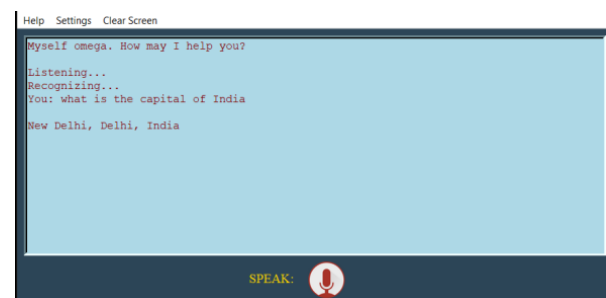 Help Settings Clear Screen
Myself omega. How may I help you?
Listening...
Recognizing...
You: what is the capital of India
New Delhi, Delhi, India
SPEAK: